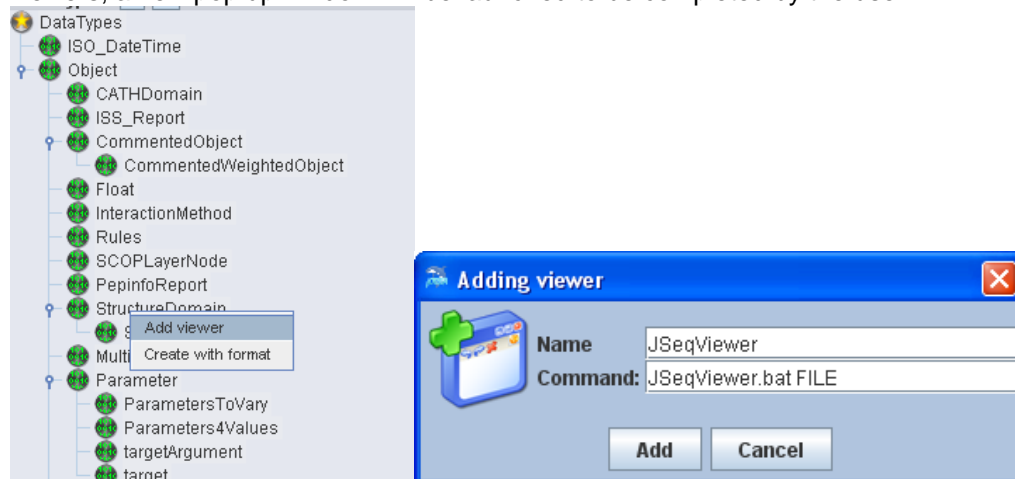 DataTypes
ISO_DateTime
Object
CATHDomain
ISS_Report
CommentedObject
CommentedWeightedObject
Float
InteractionMethod
Rules
SCOPLayerNode
PepinfoReport
StructureDomain
Add viewer
Multi
Create with format
Parameter
ParametersToVary
Parameters4Values
targetArgument
target
Adding viewer
Name JSeqViewer
Command: JSeqViewer.bat FILE
Add Cancel